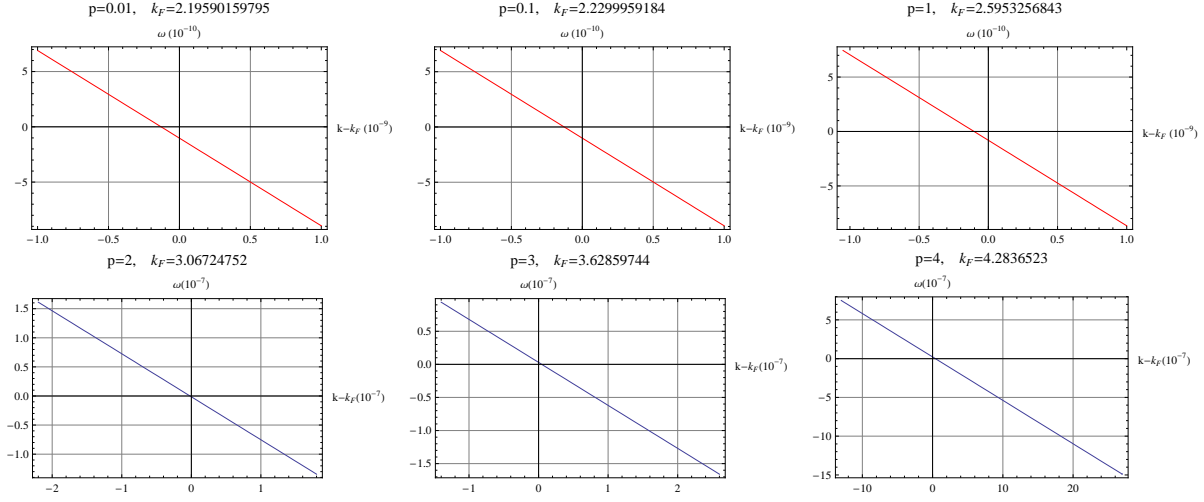 p=0.01, k_F=2.19590159795
ω (10⁻¹⁰)
5
0
−5
−1.0 −0.5 0.0 0.5 1.0
k−k_F (10⁻⁹)
p=0.1, k_F=2.2299959184
ω (10⁻¹⁰)
5
0
−5
−1.0 −0.5 0.0 0.5 1.0
k−k_F (10⁻⁹)
p=1, k_F=2.5953256843
ω (10⁻¹⁰)
5
0
−5
−1.0 −0.5 0.0 0.5 1.0
k−k_F (10⁻⁹)
p=2, k_F=3.06724752
ω(10⁻⁷)
1.5
1.0
0.5
0.0
−0.5
−1.0
−2 −1 0 1
k−k_F(10⁻⁷)
p=3, k_F=3.62859744
ω(10⁻⁷)
0.5
0.0
−0.5
−1.0
−1.5
−1 0 1 2
k−k_F(10⁻⁷)
p=4, k_F=4.2836523
ω(10⁻⁷)
5
0
−5
−10
−15
−10 0 10 20
k−k_F(10⁻⁷)